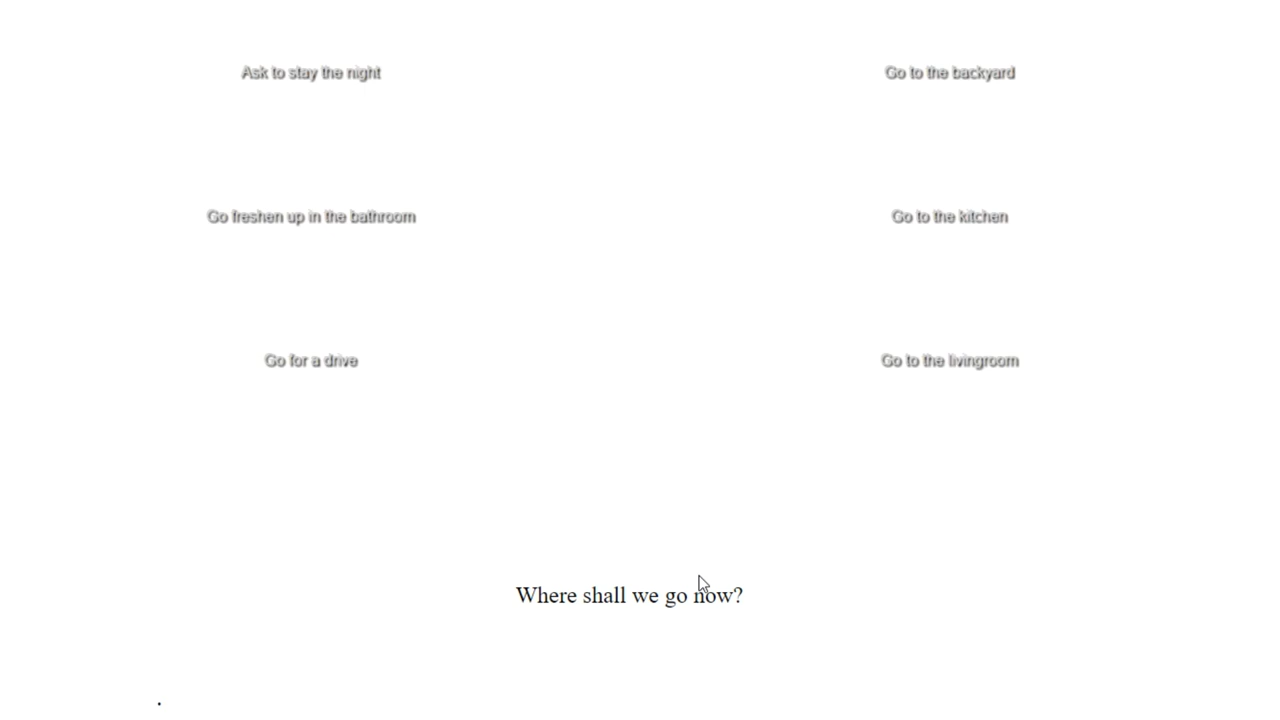 Ask to stay the night
Go to the backyard
Go freshen up in the bathroom
Go to the kitchen
Go for a drive
Go to the livingroom
Where shall we go now?
.